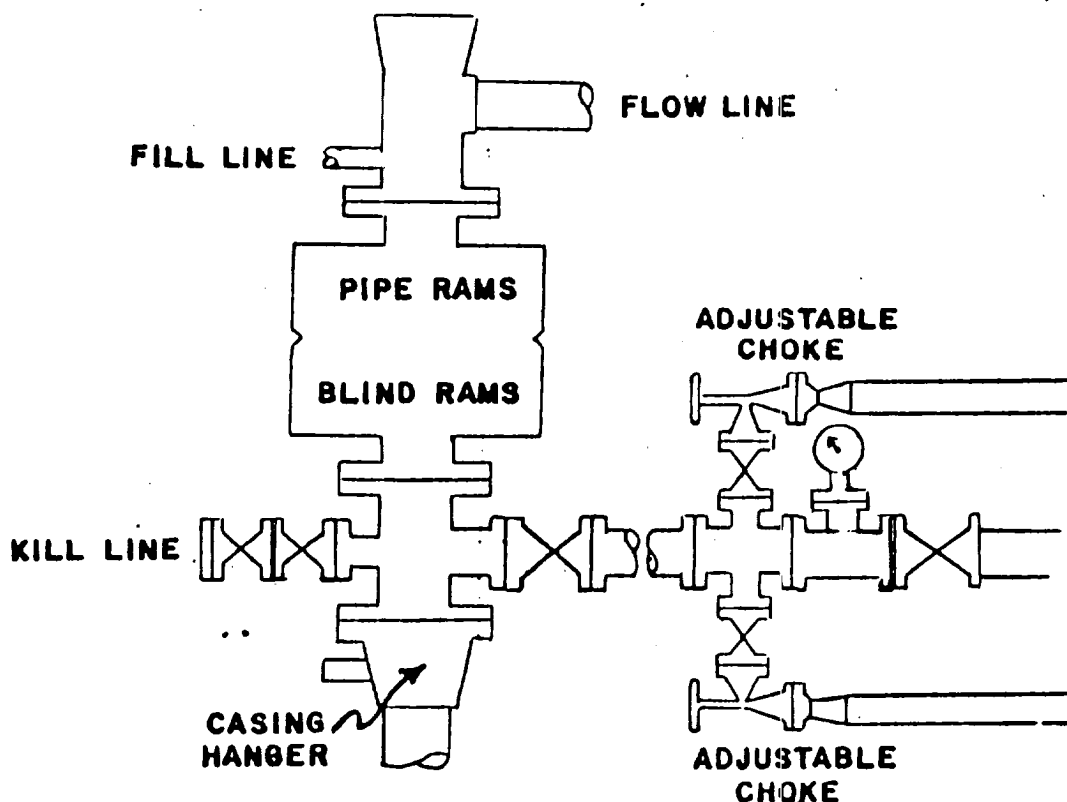 FLOW LINE
FILL LINE
PIPE RAMS
BLIND RAMS
ADJUSTABLE
CHOKE
KILL LINE
CASING
HANGER
ADJUSTABLE
CHOKE